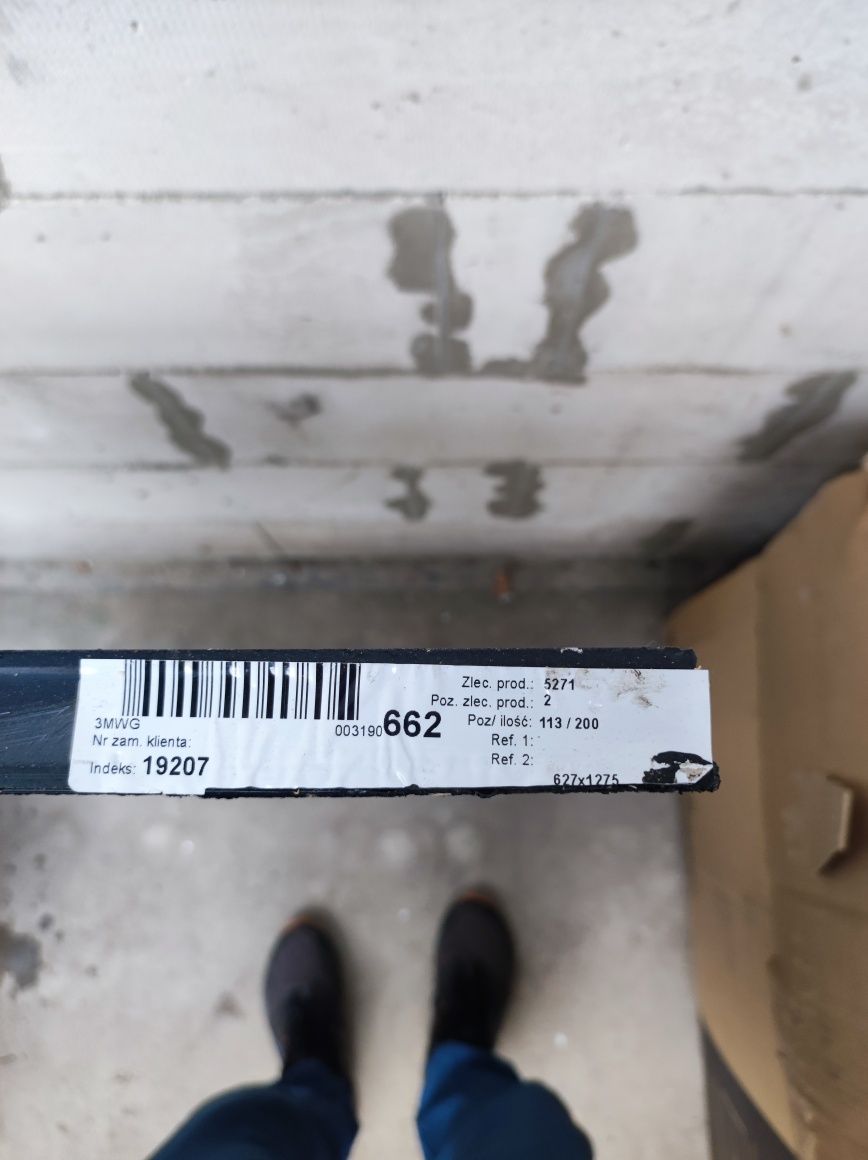 3MWG
003190662
Nr zam. klienta:
Indeks: 19207
Zlec. prod.: 5271
Poz. zlec. prod.: 2
Poz/ ilość: 113 / 200
Ref. 1:
Ref. 2:
627x1275